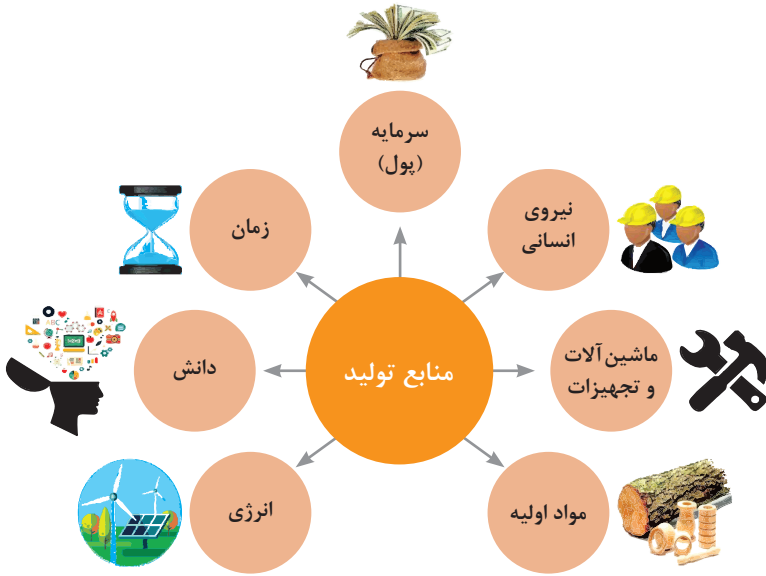 سرمایه
(پول)
نیروی
انسانی
زمان
منابع تولید
ماشین‌آلات
و تجهیزات
دانش
مواد اولیه
انرژی